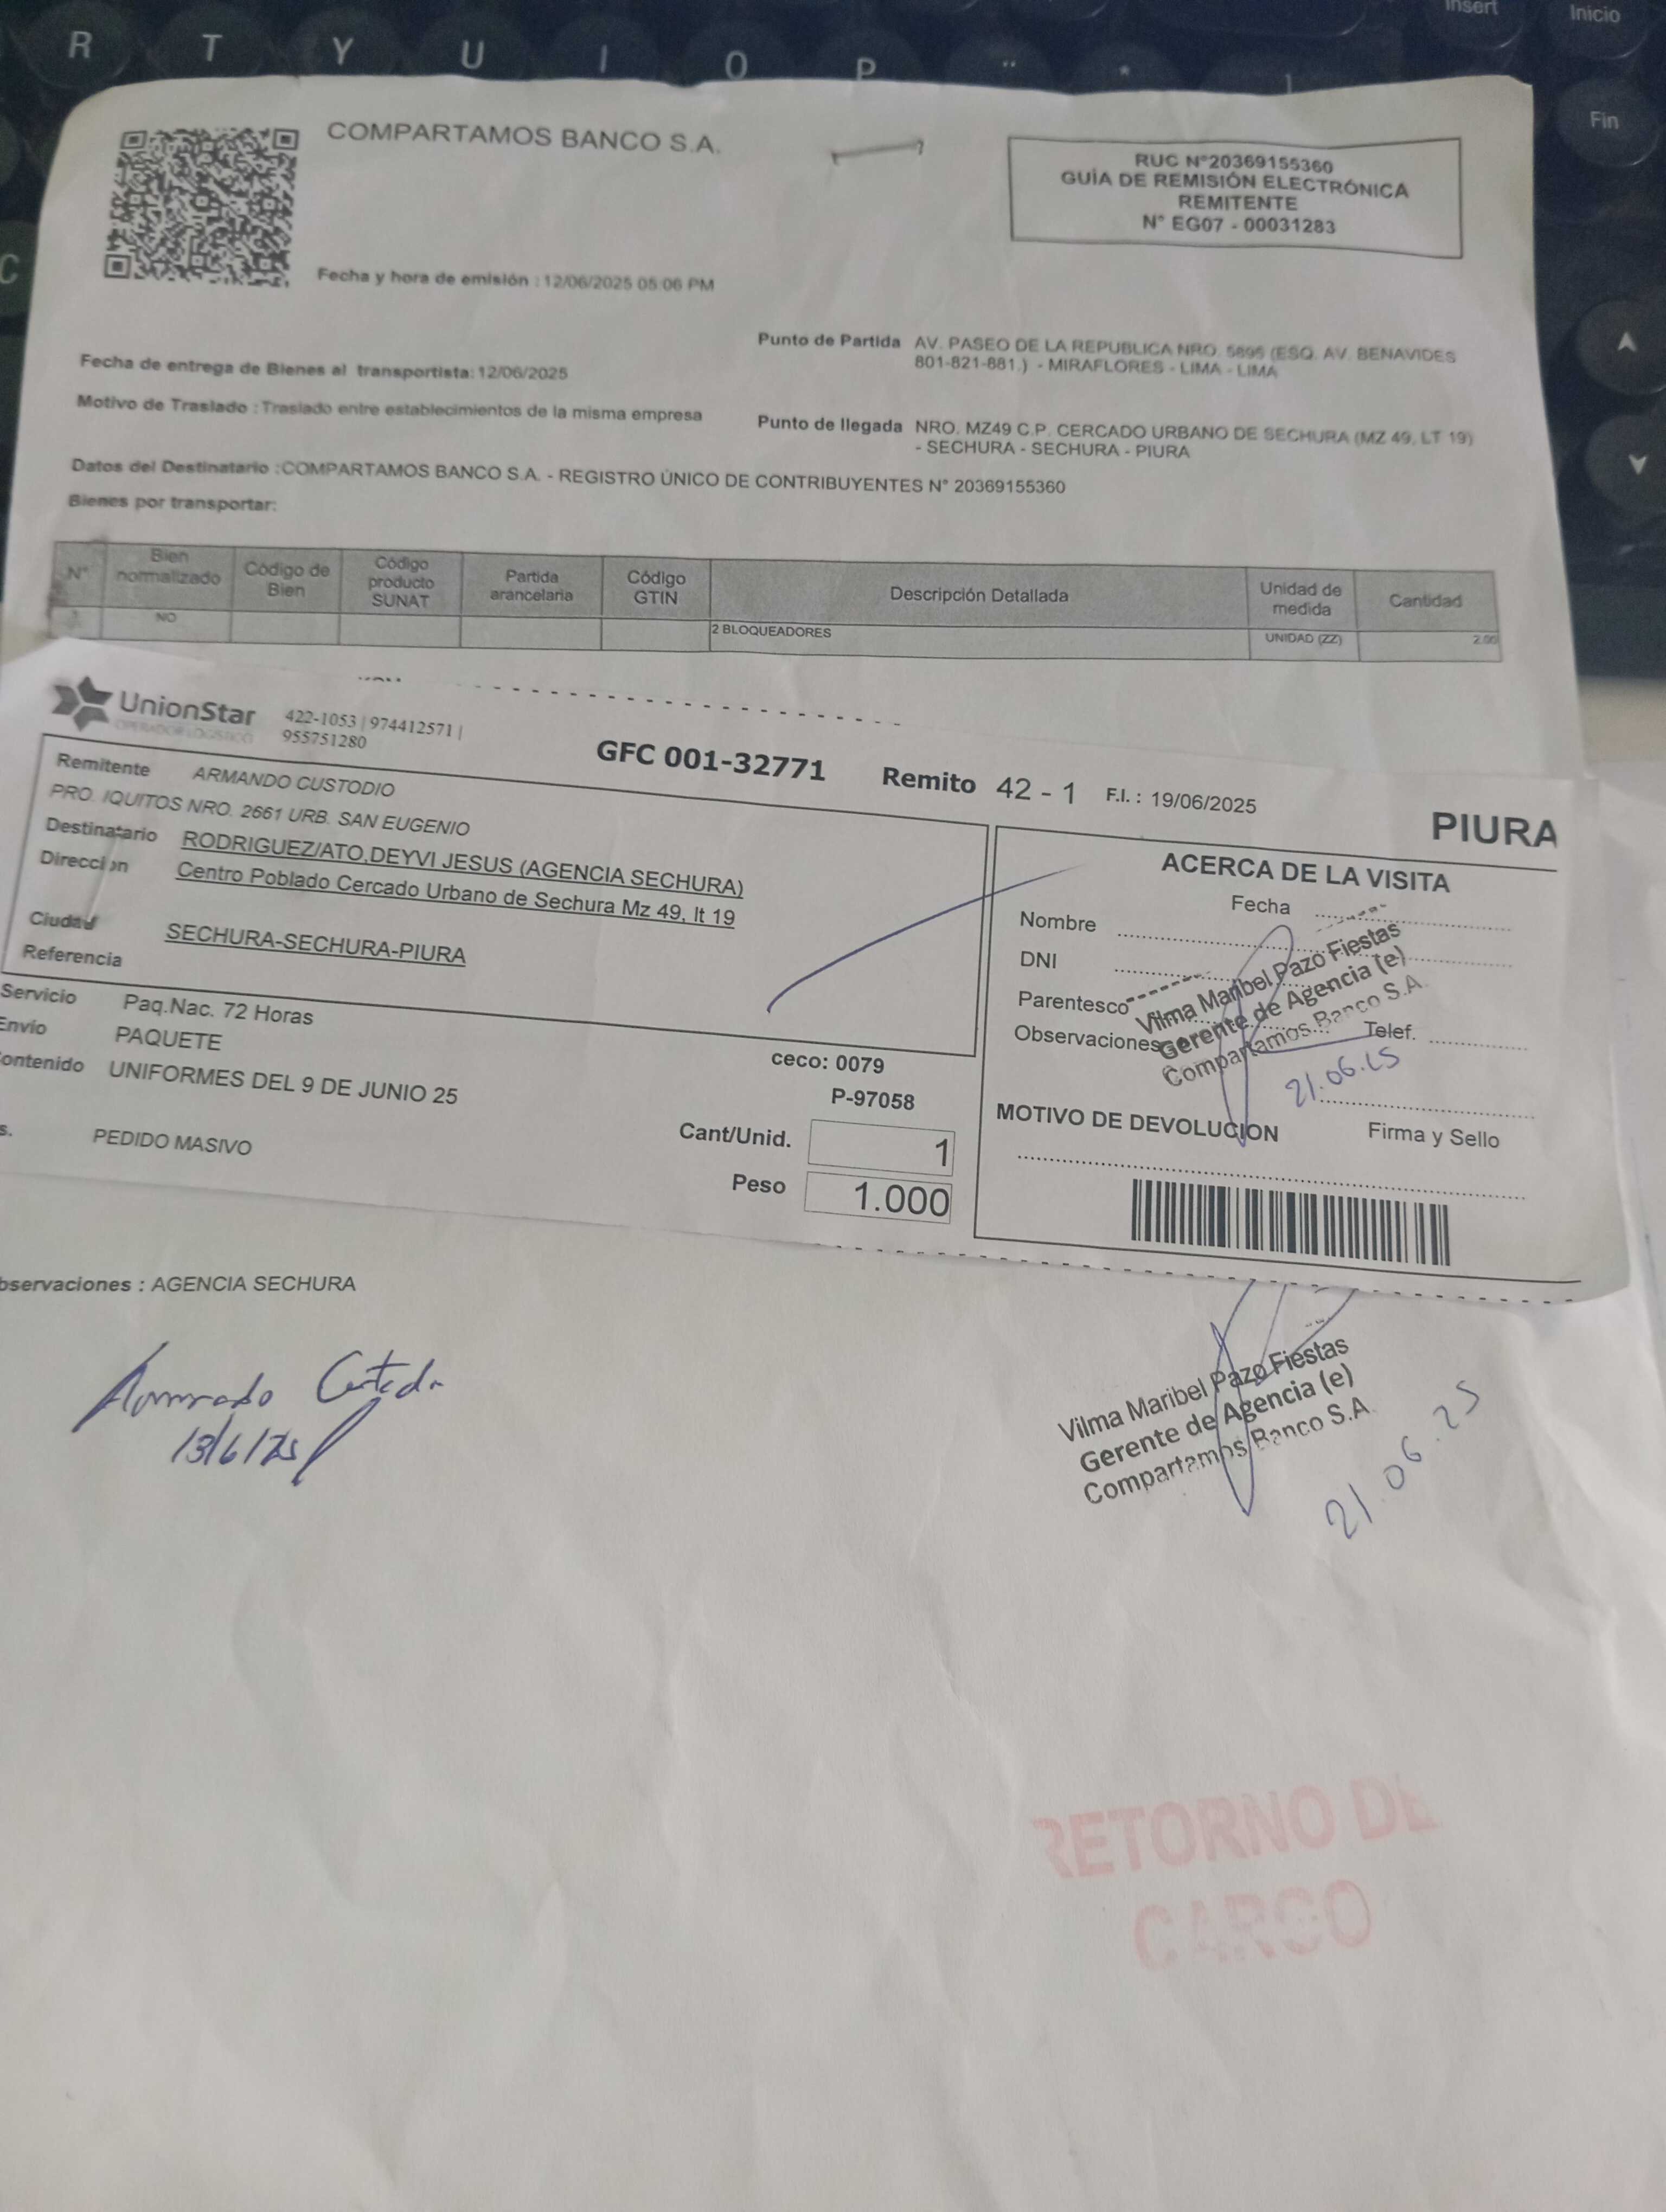 Insert
Inicio
R T Y U I O P
Fin
C
COMPARTAMOS BANCO S.A.
RUC N°20369155360
GUÍA DE REMISIÓN ELECTRÓNICA
REMITENTE
N° EG07 - 00031283
Fecha y hora de emisión : 12/06/2025 05:06 PM
Fecha de entrega de Bienes al transportista: 12/06/2025
Punto de Partida AV. PASEO DE LA REPUBLICA NRO. 5895 (ESQ. AV. BENAVIDES
801-821-881.) - MIRAFLORES - LIMA - LIMA
Motivo de Traslado : Traslado entre establecimientos de la misma empresa
Punto de llegada NRO. MZ49 C.P. CERCADO URBANO DE SECHURA (MZ 49, LT 19)
- SECHURA - SECHURA - PIURA
Datos del Destinatario :COMPARTAMOS BANCO S.A. - REGISTRO ÚNICO DE CONTRIBUYENTES N° 20369155360
Bienes por transportar:
N° Bien normalizado Código de Bien Código producto SUNAT Partida arancelaria Código GTIN Descripción Detallada Unidad de medida Cantidad
NO 2 BLOQUEADORES UNIDAD (ZZ) 2.00
UnionStar
OPERADOR LOGISTICO
422-1053 | 974412571 |
955751280
GFC 001-32771 Remito 42 - 1 F.I. : 19/06/2025
PIURA
Remitente ARMANDO CUSTODIO
PRO. IQUITOS NRO. 2661 URB. SAN EUGENIO
Destinatario RODRIGUEZ/ATO,DEYVI JESUS (AGENCIA SECHURA)
Direccion Centro Poblado Cercado Urbano de Sechura Mz 49, lt 19
Ciudad SECHURA-SECHURA-PIURA
Referencia
Servicio Paq.Nac. 72 Horas
Envio PAQUETE
ontenido UNIFORMES DEL 9 DE JUNIO 25
s. PEDIDO MASIVO
ceco: 0079
P-97058
Cant/Unid. 1
Peso 1.000
ACERCA DE LA VISITA
Fecha
Nombre
DNI
Parentesco
Observaciones
Telef.
Vilma Maribel Pazo Fiestas
Gerente de Agencia (e)
Compartamos Banco S.A.
21.06.25
MOTIVO DE DEVOLUCION Firma y Sello
bservaciones : AGENCIA SECHURA
Armando Custodio
13/6/25
Vilma Maribel Pazo Fiestas
Gerente de Agencia (e)
Compartamos Banco S.A.
21.06.25
RETORNO DE
CARGO